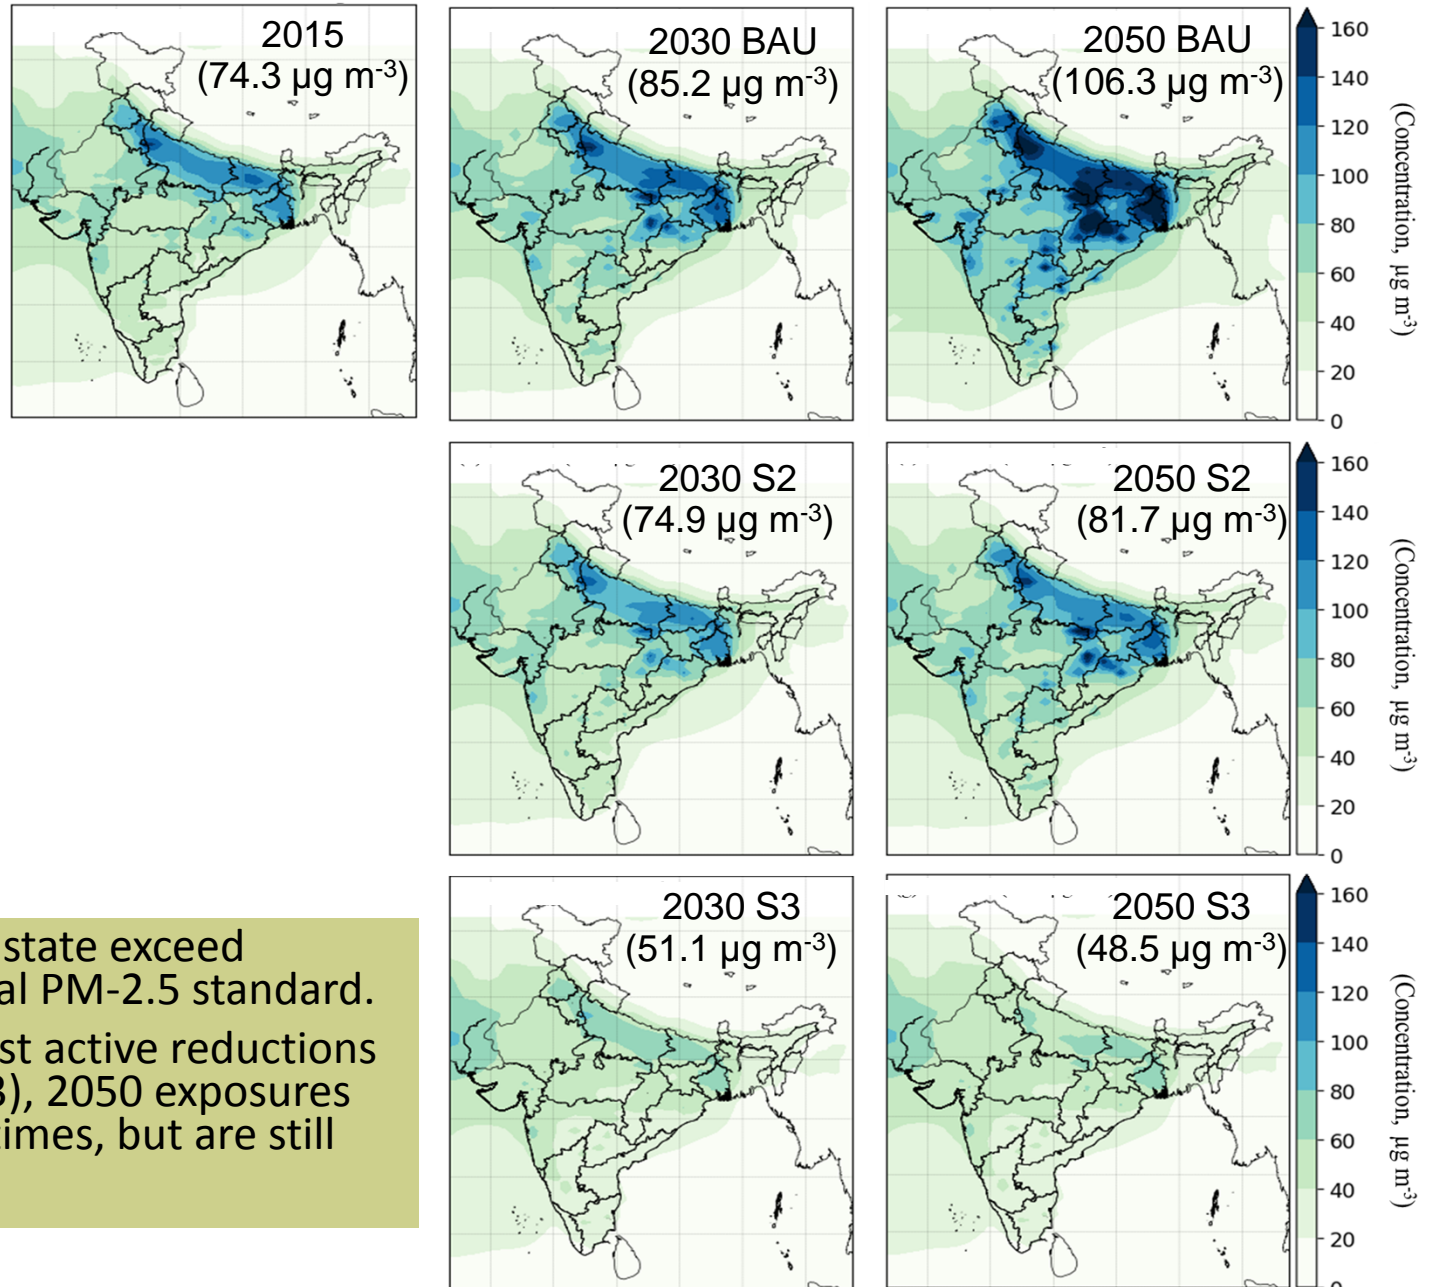 2015
(74.3 µg m-3)
2030 BAU
(85.2 µg m-3)
2050 BAU
(106.3 µg m-3)
160
140
120
100
80
60
40
20
0
(Concentration, µg m-3)
2030 S2
(74.9 µg m-3)
2050 S2
(81.7 µg m-3)
160
140
120
100
80
60
40
20
0
(Concentration, µg m-3)
state exceed
al PM-2.5 standard.
st active reductions
3), 2050 exposures
times, but are still
2030 S3
(51.1 µg m-3)
2050 S3
(48.5 µg m-3)
160
140
120
100
80
60
40
20
(Concentration, µg m-3)